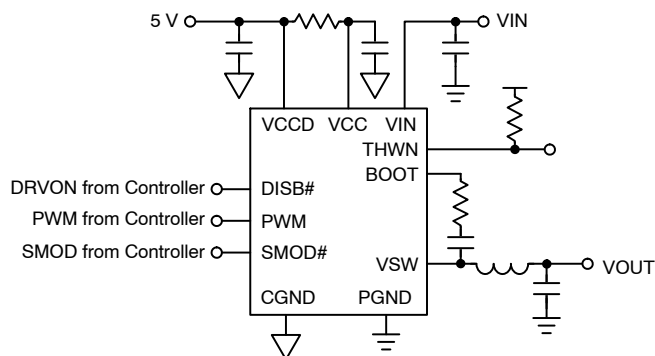 5 V
VIN
VCCD VCC VIN
THWN
BOOT
DRVON from Controller DISB#
PWM from Controller PWM
SMOD from Controller SMOD#
VSW
VOUT
CGND PGND